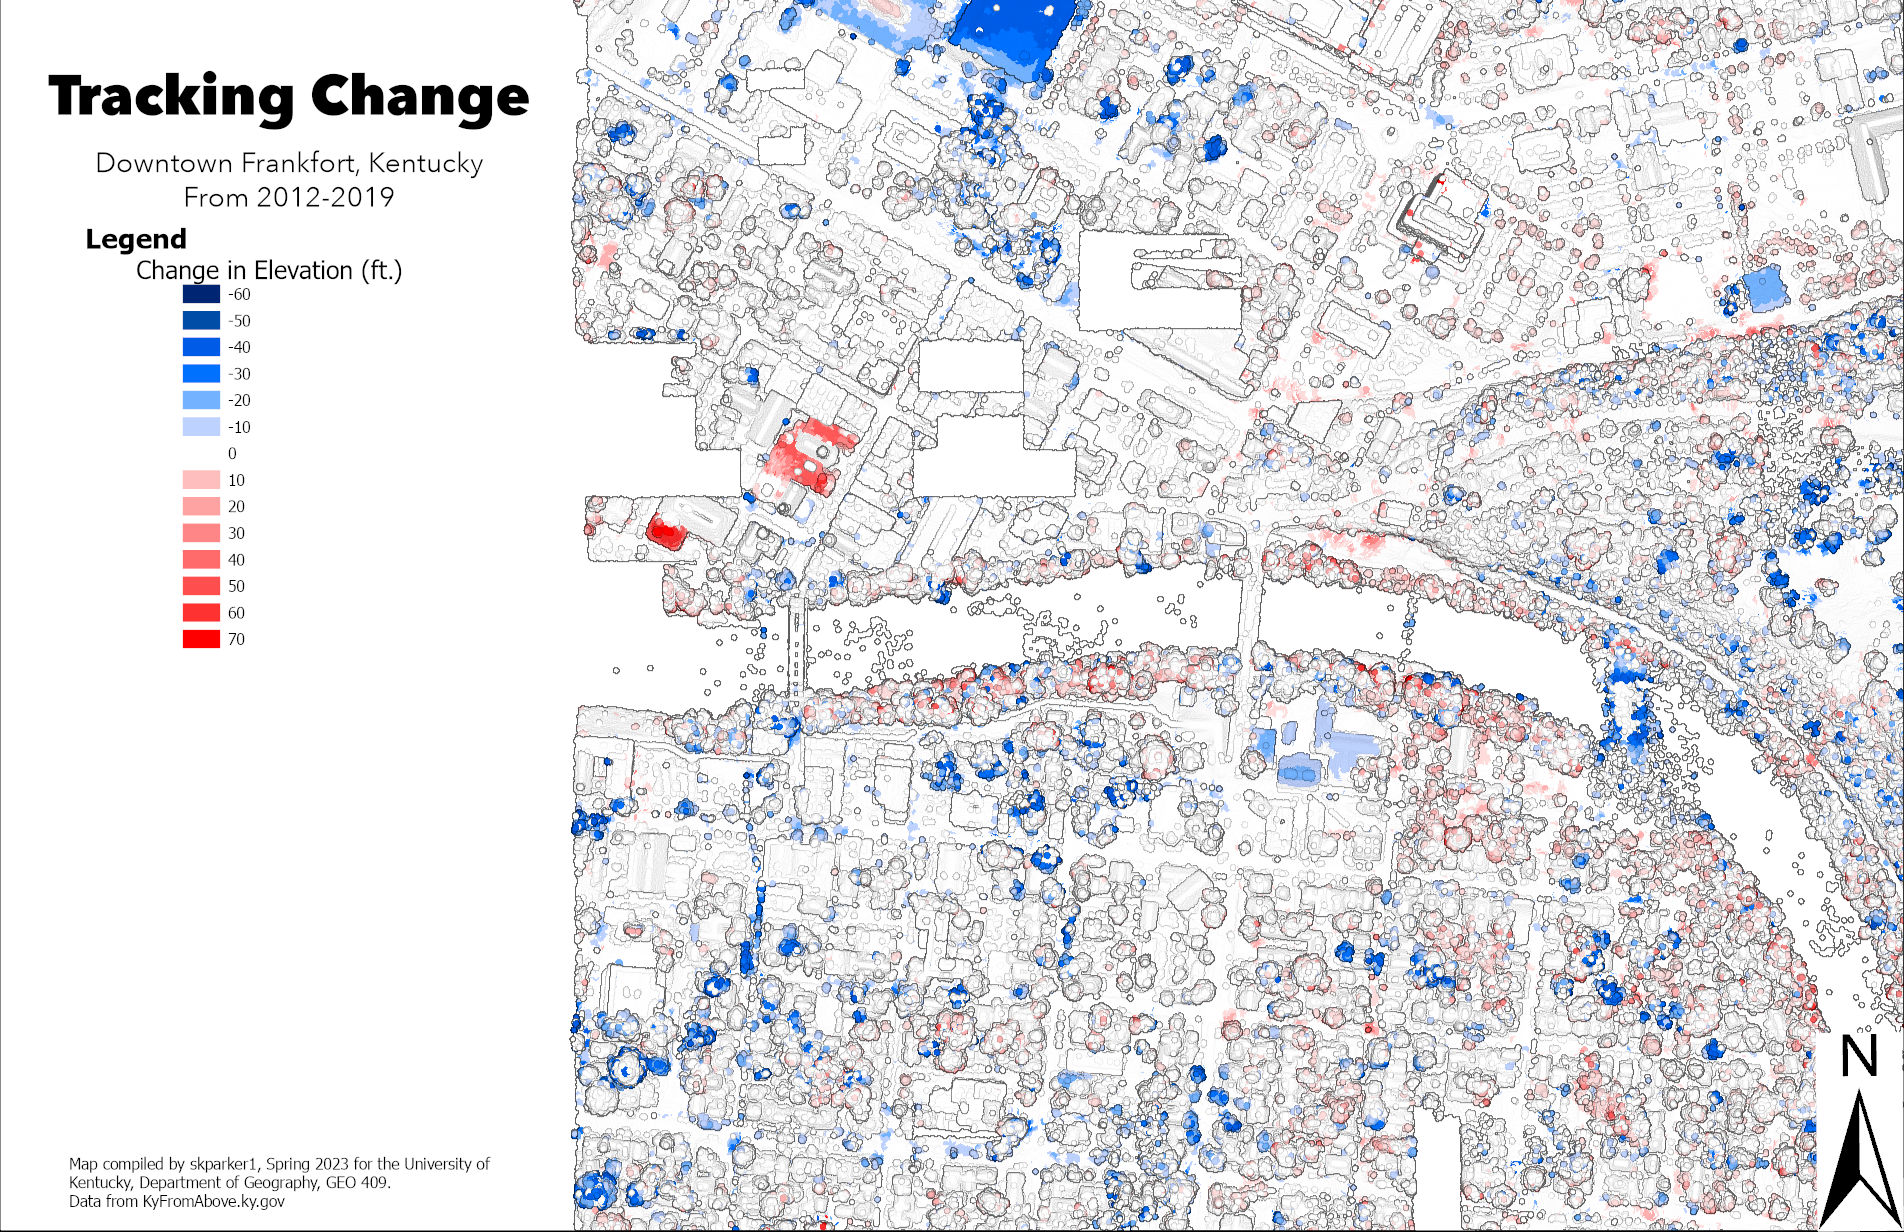 Tracking Change
Downtown Frankfort, Kentucky
From 2012-2019
Legend
Change in Elevation (ft.)
-60
-50
-40
-30
-20
-10
0
10
20
30
40
50
60
70
Map compiled by skparker1, Spring 2023 for the University of
Kentucky, Department of Geography, GEO 409.
Data from KyFromAbove.ky.gov
N